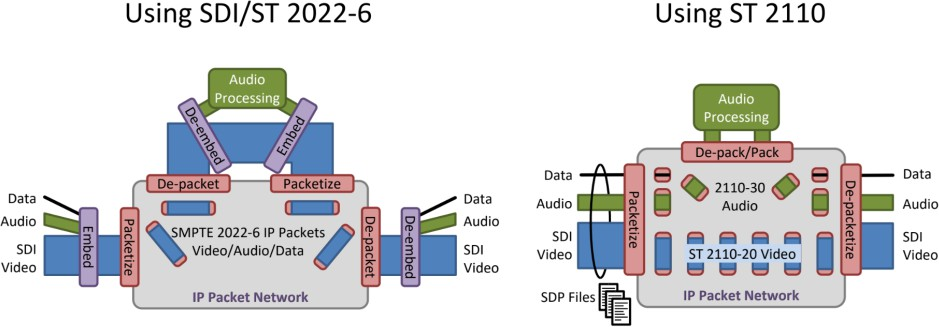 Using SDI/ST 2022-6
Audio
Processing
De-embed
Embed
De-packet
Packetize
Data
Audio
SDI
Video
Embed
Packetize
SMPTE 2022-6 IP Packets
Video/Audio/Data
De-packet
De-embed
Data
Audio
SDI
Video
IP Packet Network
Using ST 2110
Audio
Processing
De-pack/Pack
Data
Audio
SDI
Video
Packetize
2110-30
Audio
ST 2110-20 Video
De-packetize
Data
Audio
SDI
Video
SDP Files
IP Packet Network